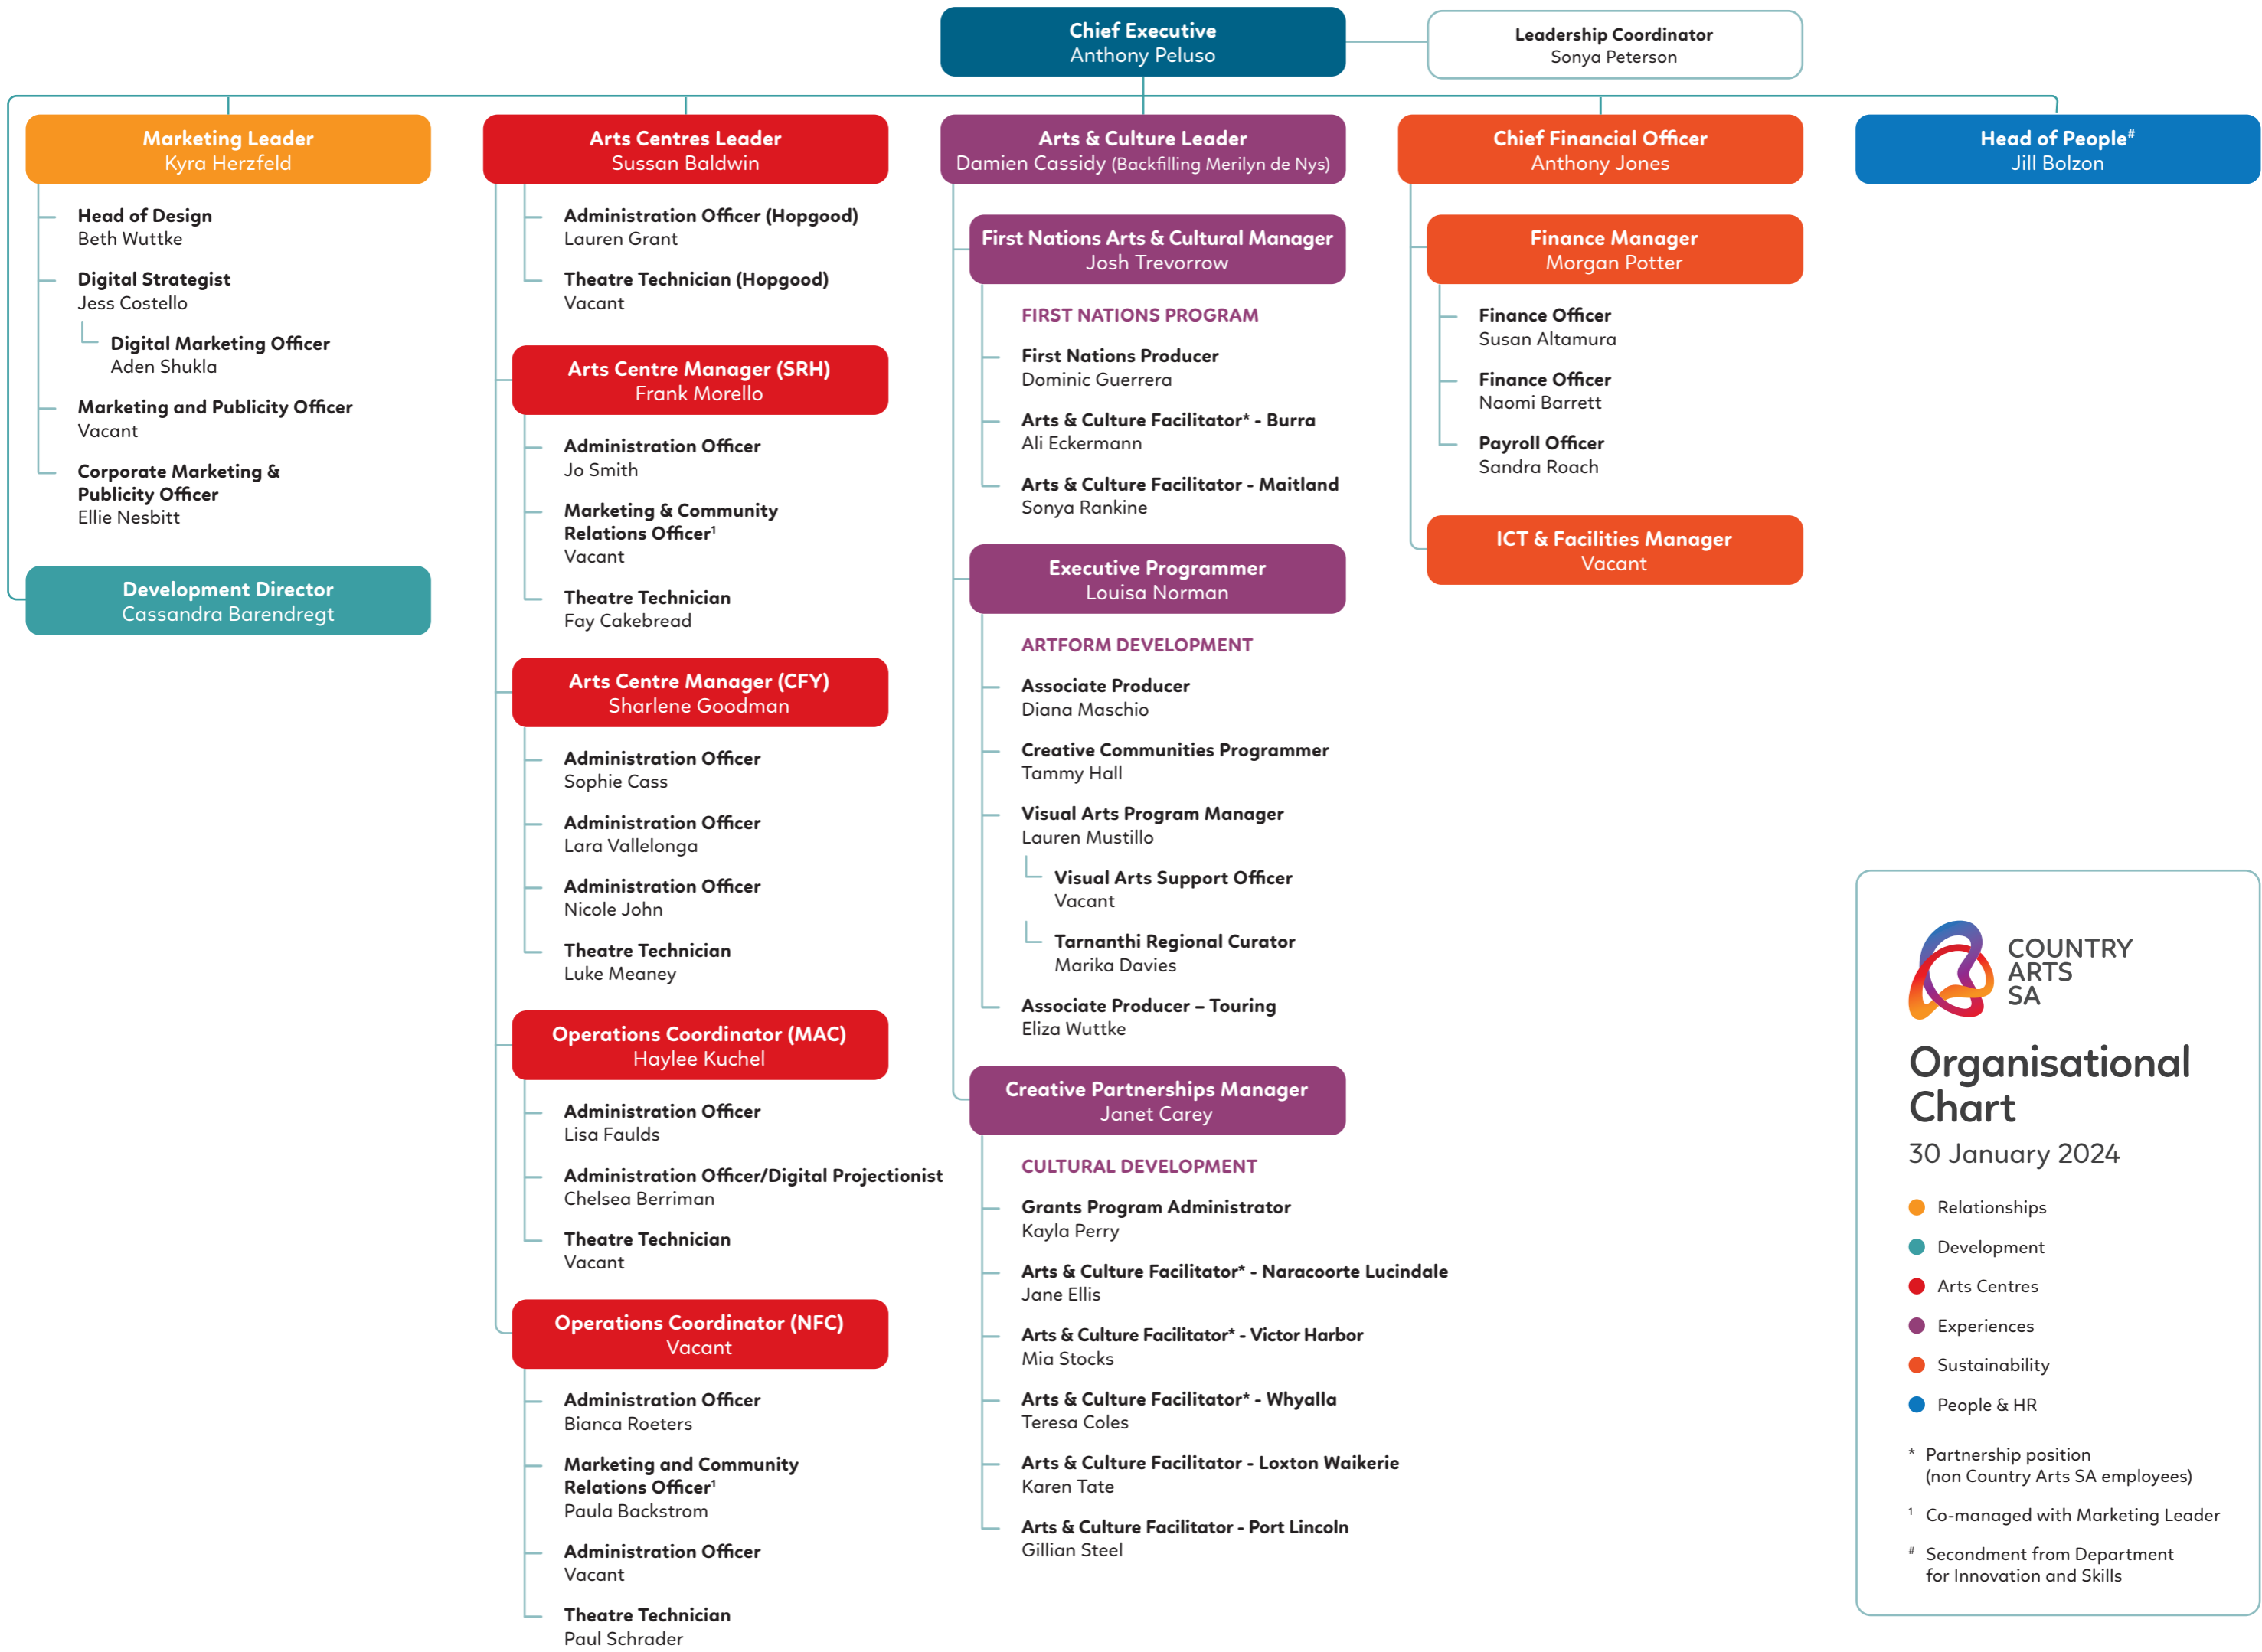 Chief Executive
Anthony Peluso
Leadership Coordinator
Sonya Peterson
Marketing Leader
Kyra Herzfeld
Head of Design
Beth Wuttke
Digital Strategist
Jess Costello
Digital Marketing Officer
Aden Shukla
Marketing and Publicity Officer
Vacant
Corporate Marketing &
Publicity Officer
Ellie Nesbitt
Development Director
Cassandra Barendregt
Arts Centres Leader
Sussan Baldwin
Administration Officer (Hopgood)
Lauren Grant
Theatre Technician (Hopgood)
Vacant
Arts Centre Manager (SRH)
Frank Morello
Administration Officer
Jo Smith
Marketing & Community
Relations Officer¹
Vacant
Theatre Technician
Fay Cakebread
Arts Centre Manager (CFY)
Sharlene Goodman
Administration Officer
Sophie Cass
Administration Officer
Lara Vallelonga
Administration Officer
Nicole John
Theatre Technician
Luke Meaney
Operations Coordinator (MAC)
Haylee Kuchel
Administration Officer
Lisa Faulds
Administration Officer/Digital Projectionist
Chelsea Berriman
Theatre Technician
Vacant
Operations Coordinator (NFC)
Vacant
Administration Officer
Bianca Roeters
Marketing and Community
Relations Officer¹
Paula Backstrom
Administration Officer
Vacant
Theatre Technician
Paul Schrader
Arts & Culture Leader
Damien Cassidy (Backfilling Merilyn de Nys)
First Nations Arts & Cultural Manager
Josh Trevorrow
FIRST NATIONS PROGRAM
First Nations Producer
Dominic Guerrera
Arts & Culture Facilitator* - Burra
Ali Eckermann
Arts & Culture Facilitator - Maitland
Sonya Rankine
Executive Programmer
Louisa Norman
ARTFORM DEVELOPMENT
Associate Producer
Diana Maschio
Creative Communities Programmer
Tammy Hall
Visual Arts Program Manager
Lauren Mustillo
Visual Arts Support Officer
Vacant
Tarnanthi Regional Curator
Marika Davies
Associate Producer – Touring
Eliza Wuttke
Creative Partnerships Manager
Janet Carey
CULTURAL DEVELOPMENT
Grants Program Administrator
Kayla Perry
Arts & Culture Facilitator* - Naracoorte Lucindale
Jane Ellis
Arts & Culture Facilitator* - Victor Harbor
Mia Stocks
Arts & Culture Facilitator* - Whyalla
Teresa Coles
Arts & Culture Facilitator - Loxton Waikerie
Karen Tate
Arts & Culture Facilitator - Port Lincoln
Gillian Steel
Chief Financial Officer
Anthony Jones
Finance Manager
Morgan Potter
Finance Officer
Susan Altamura
Finance Officer
Naomi Barrett
Payroll Officer
Sandra Roach
ICT & Facilities Manager
Vacant
Head of People#
Jill Bolzon
COUNTRY
ARTS
SA
Organisational
Chart
30 January 2024
Relationships
Development
Arts Centres
Experiences
Sustainability
People & HR
* Partnership position
(non Country Arts SA employees)
¹ Co-managed with Marketing Leader
# Secondment from Department
for Innovation and Skills